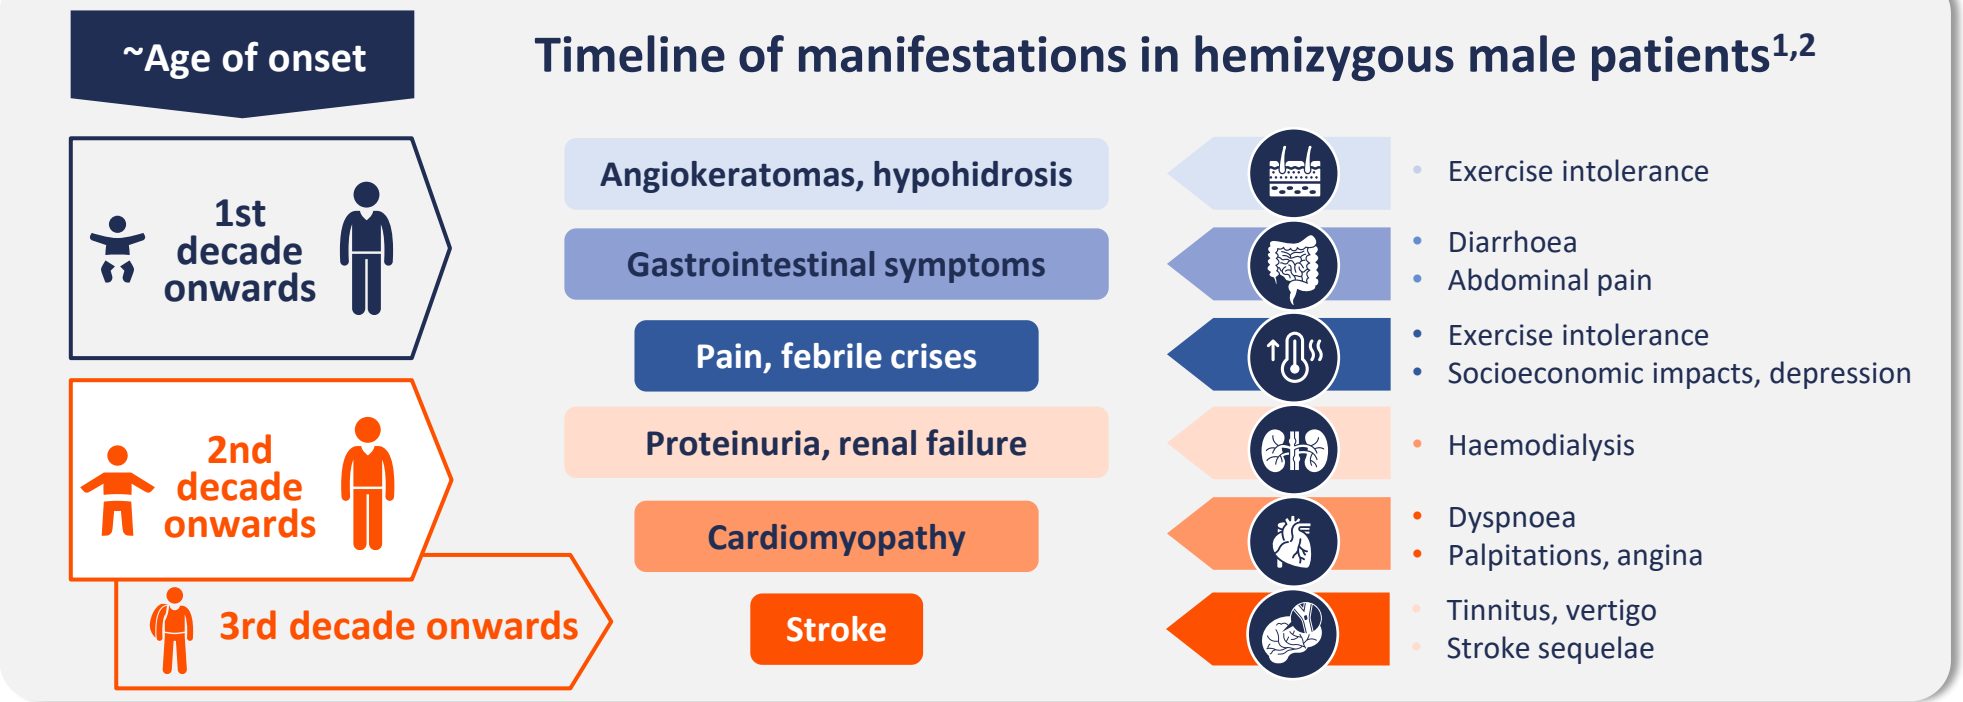 ~Age of onset
Timeline of manifestations in hemizygous male patients1,2
1st
decade
onwards
Angiokeratomas, hypohidrosis
• Exercise intolerance
Gastrointestinal symptoms
• Diarrhoea
• Abdominal pain
Pain, febrile crises
• Exercise intolerance
• Socioeconomic impacts, depression
2nd
decade
onwards
Proteinuria, renal failure
• Haemodialysis
Cardiomyopathy
• Dyspnoea
• Palpitations, angina
3rd decade onwards
Stroke
• Tinnitus, vertigo
• Stroke sequelae